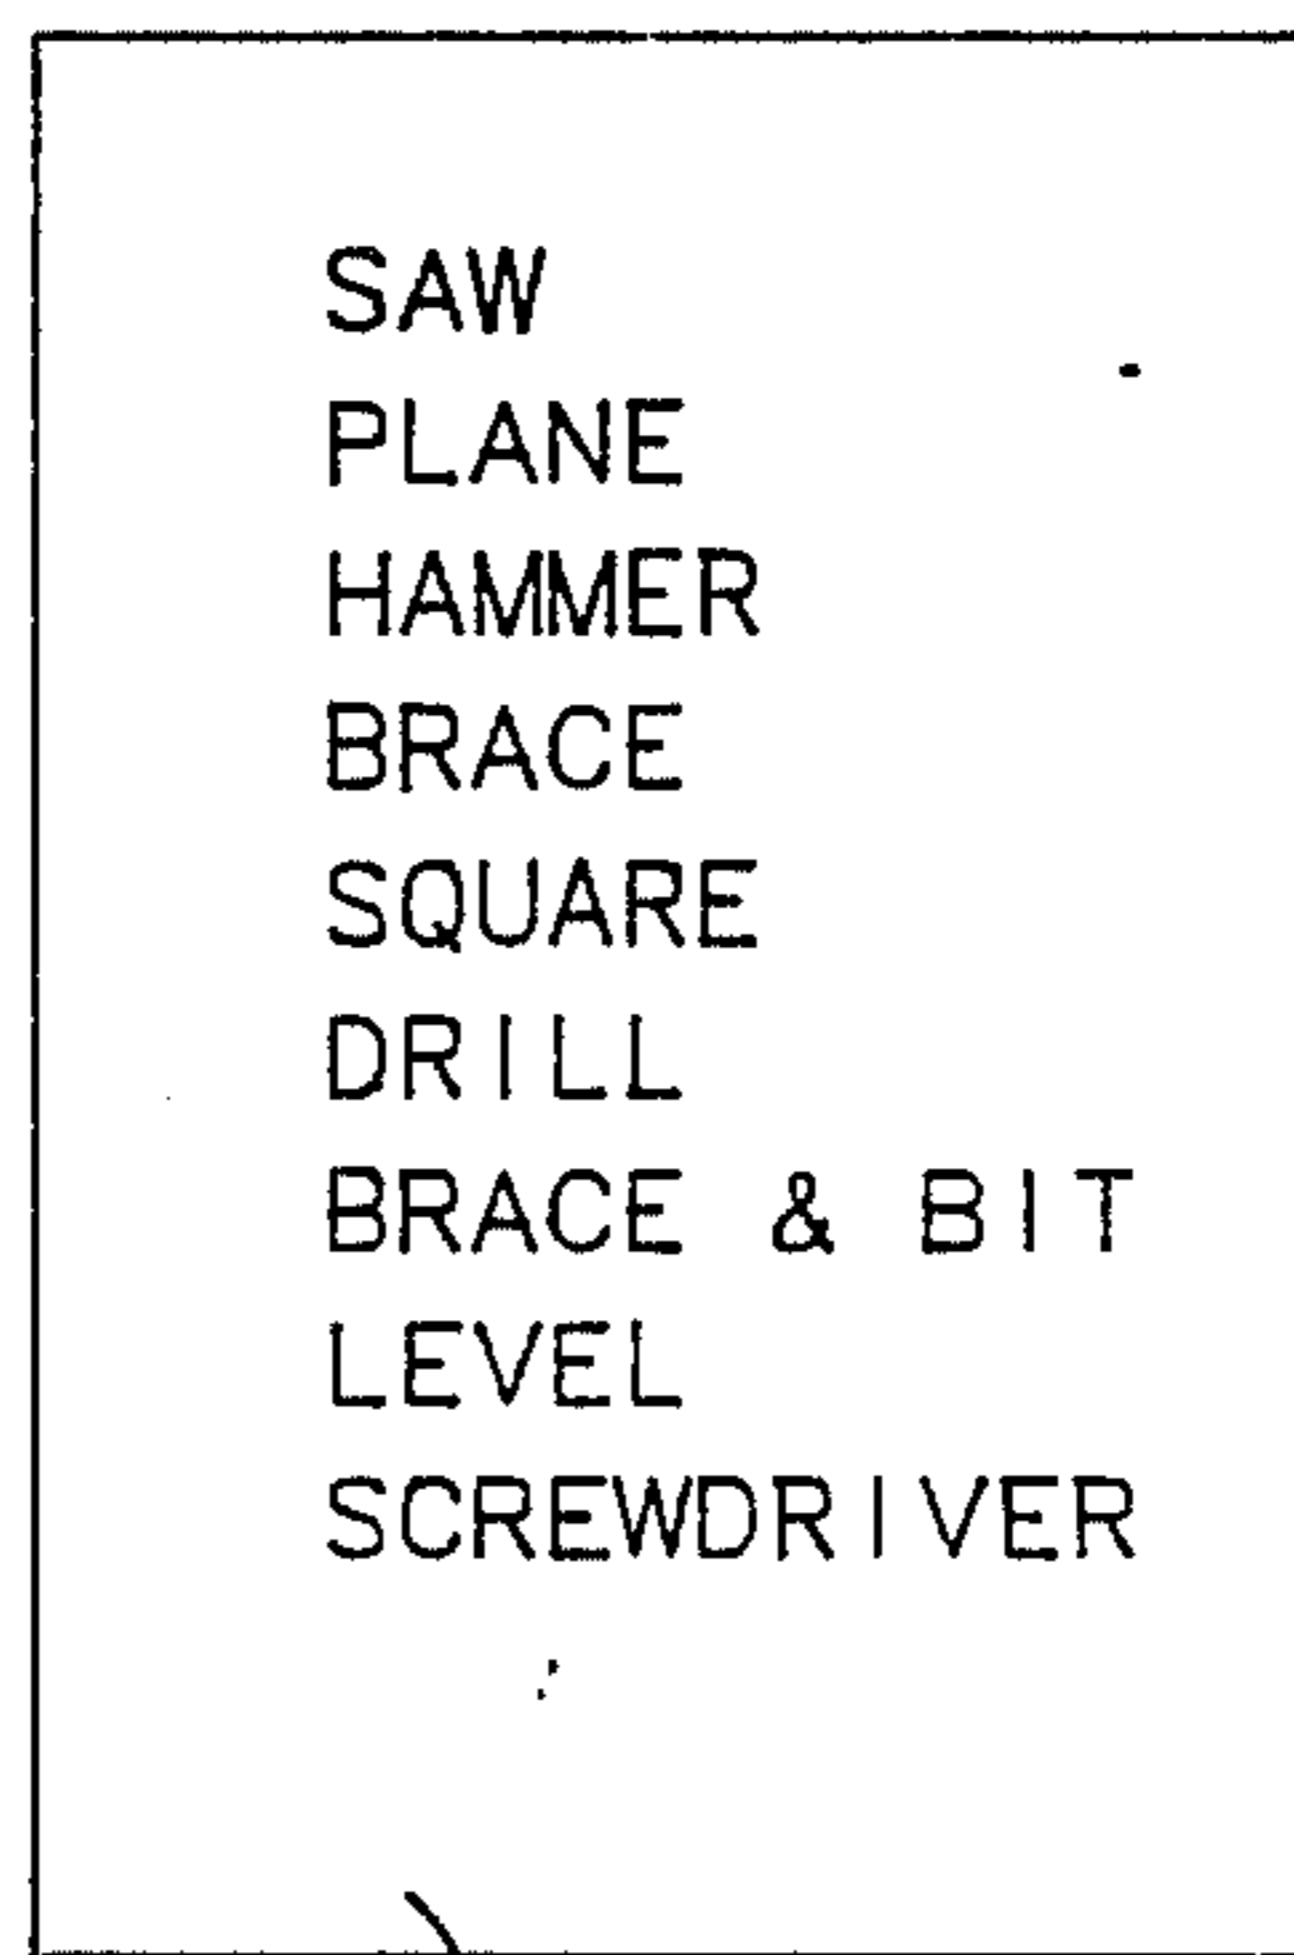 SAW
PLANE
HAMMER
BRACE
SQUARE
DRILL
BRACE & BIT
LEVEL
SCREWDRIVER